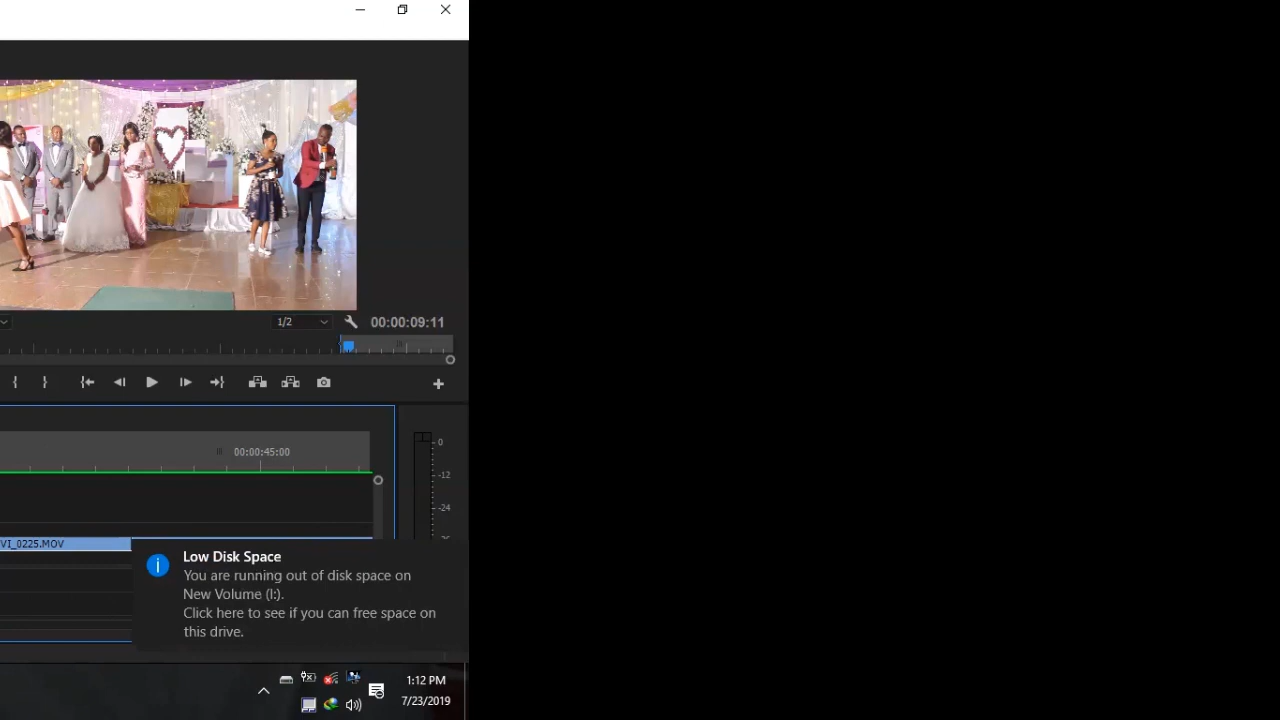 1/2
00:00:09:11
0
00:00:45:00
-12
-24
VI_0225.MOV
Low Disk Space
You are running out of disk space on
New Volume (I:).
Click here to see if you can free space on
this drive.
1:12 PM
7/23/2019